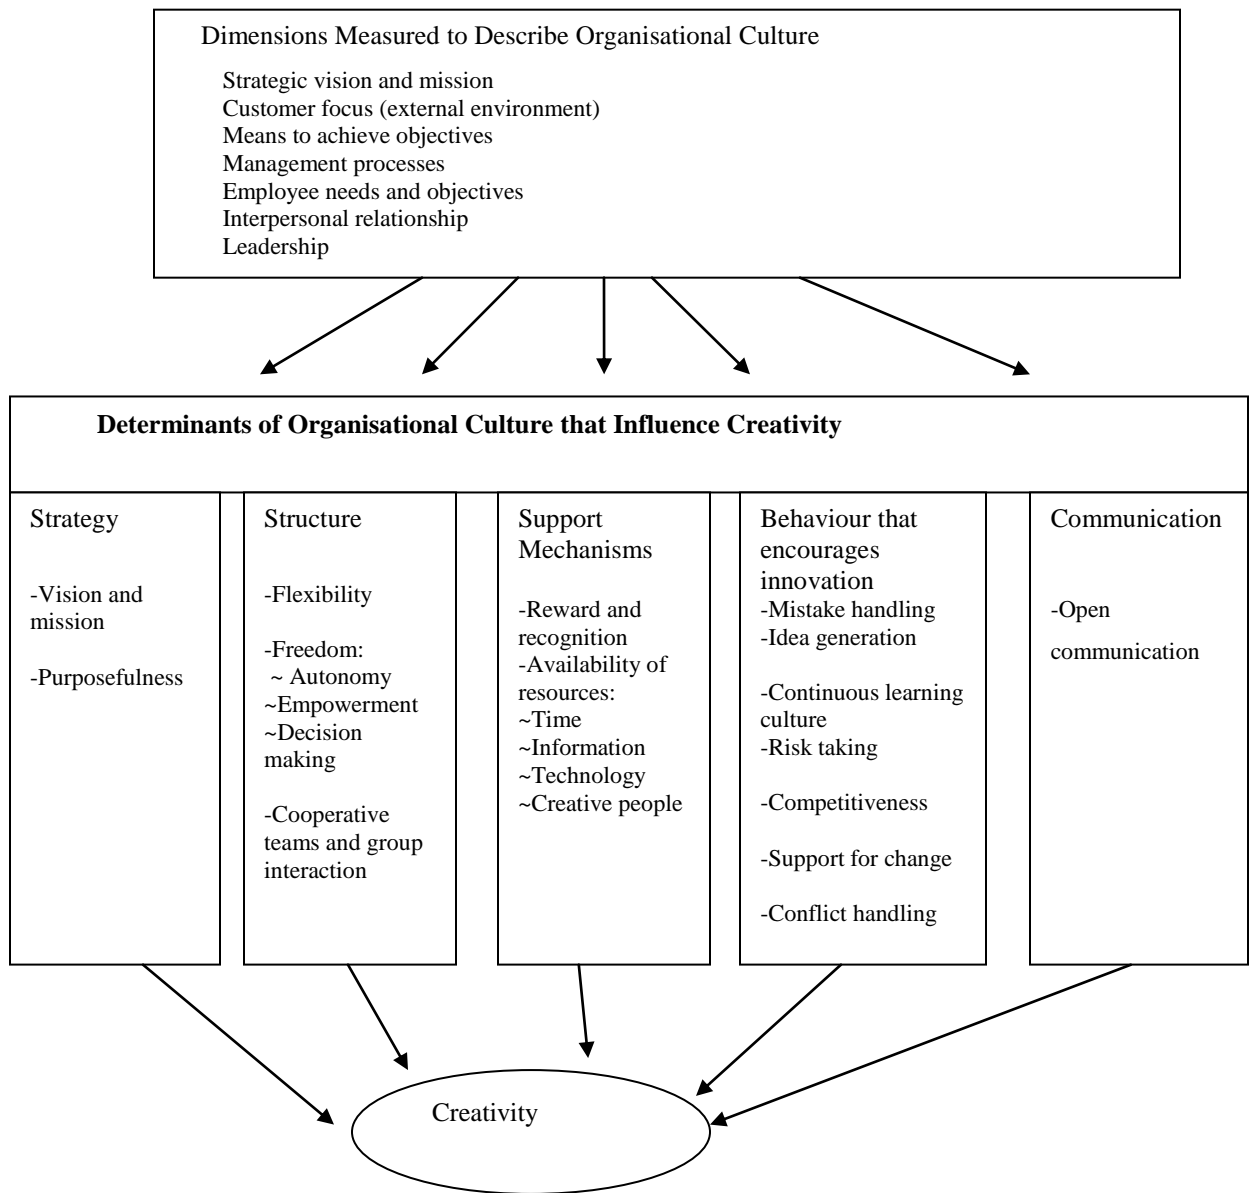 Dimensions Measured to Describe Organisational Culture
Strategic vision and mission
Customer focus (external environment)
Means to achieve objectives
Management processes
Employee needs and objectives
Interpersonal relationship
Leadership
Determinants of Organisational Culture that Influence Creativity
Strategy
-Vision and
mission
-Purposefulness
Structure
-Flexibility
-Freedom:
~ Autonomy
~Empowerment
~Decision
making
-Cooperative
teams and group
interaction
Support
Mechanisms
-Reward and
recognition
-Availability of
resources:
~Time
~Information
~Technology
~Creative people
Behaviour that
encourages
innovation
-Mistake handling
-Idea generation
-Continuous learning
culture
-Risk taking
-Competitiveness
-Support for change
-Conflict handling
Communication
-Open
communication
Creativity